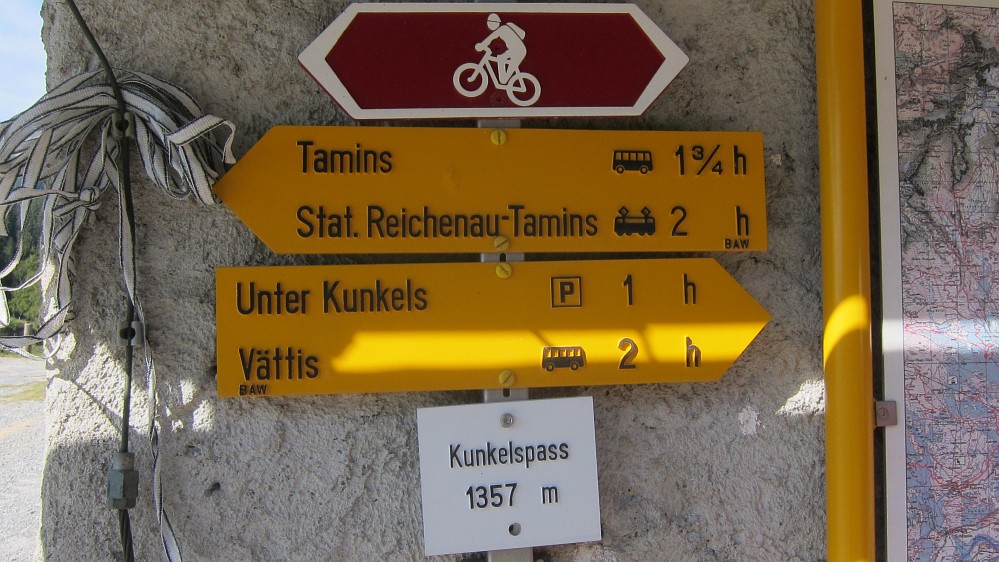 Tamins 1¾ h
Stat. Reichenau-Tamins 2 h
BAW
Unter Kunkels P 1 h
Vättis 2 h
BAW
Kunkelspass
1357 m